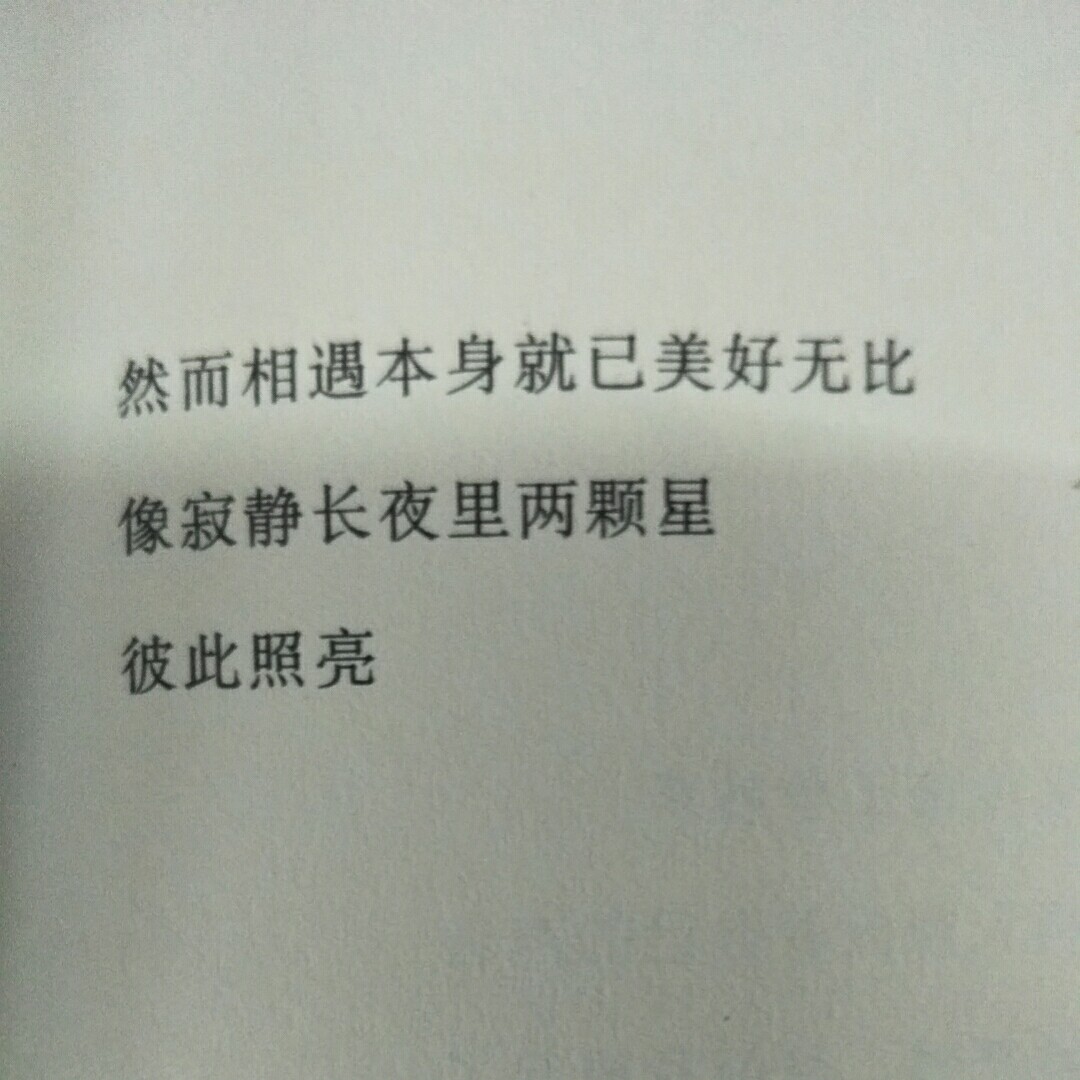 然而相遇本身就已美好无比
像寂静长夜里两颗星
彼此照亮